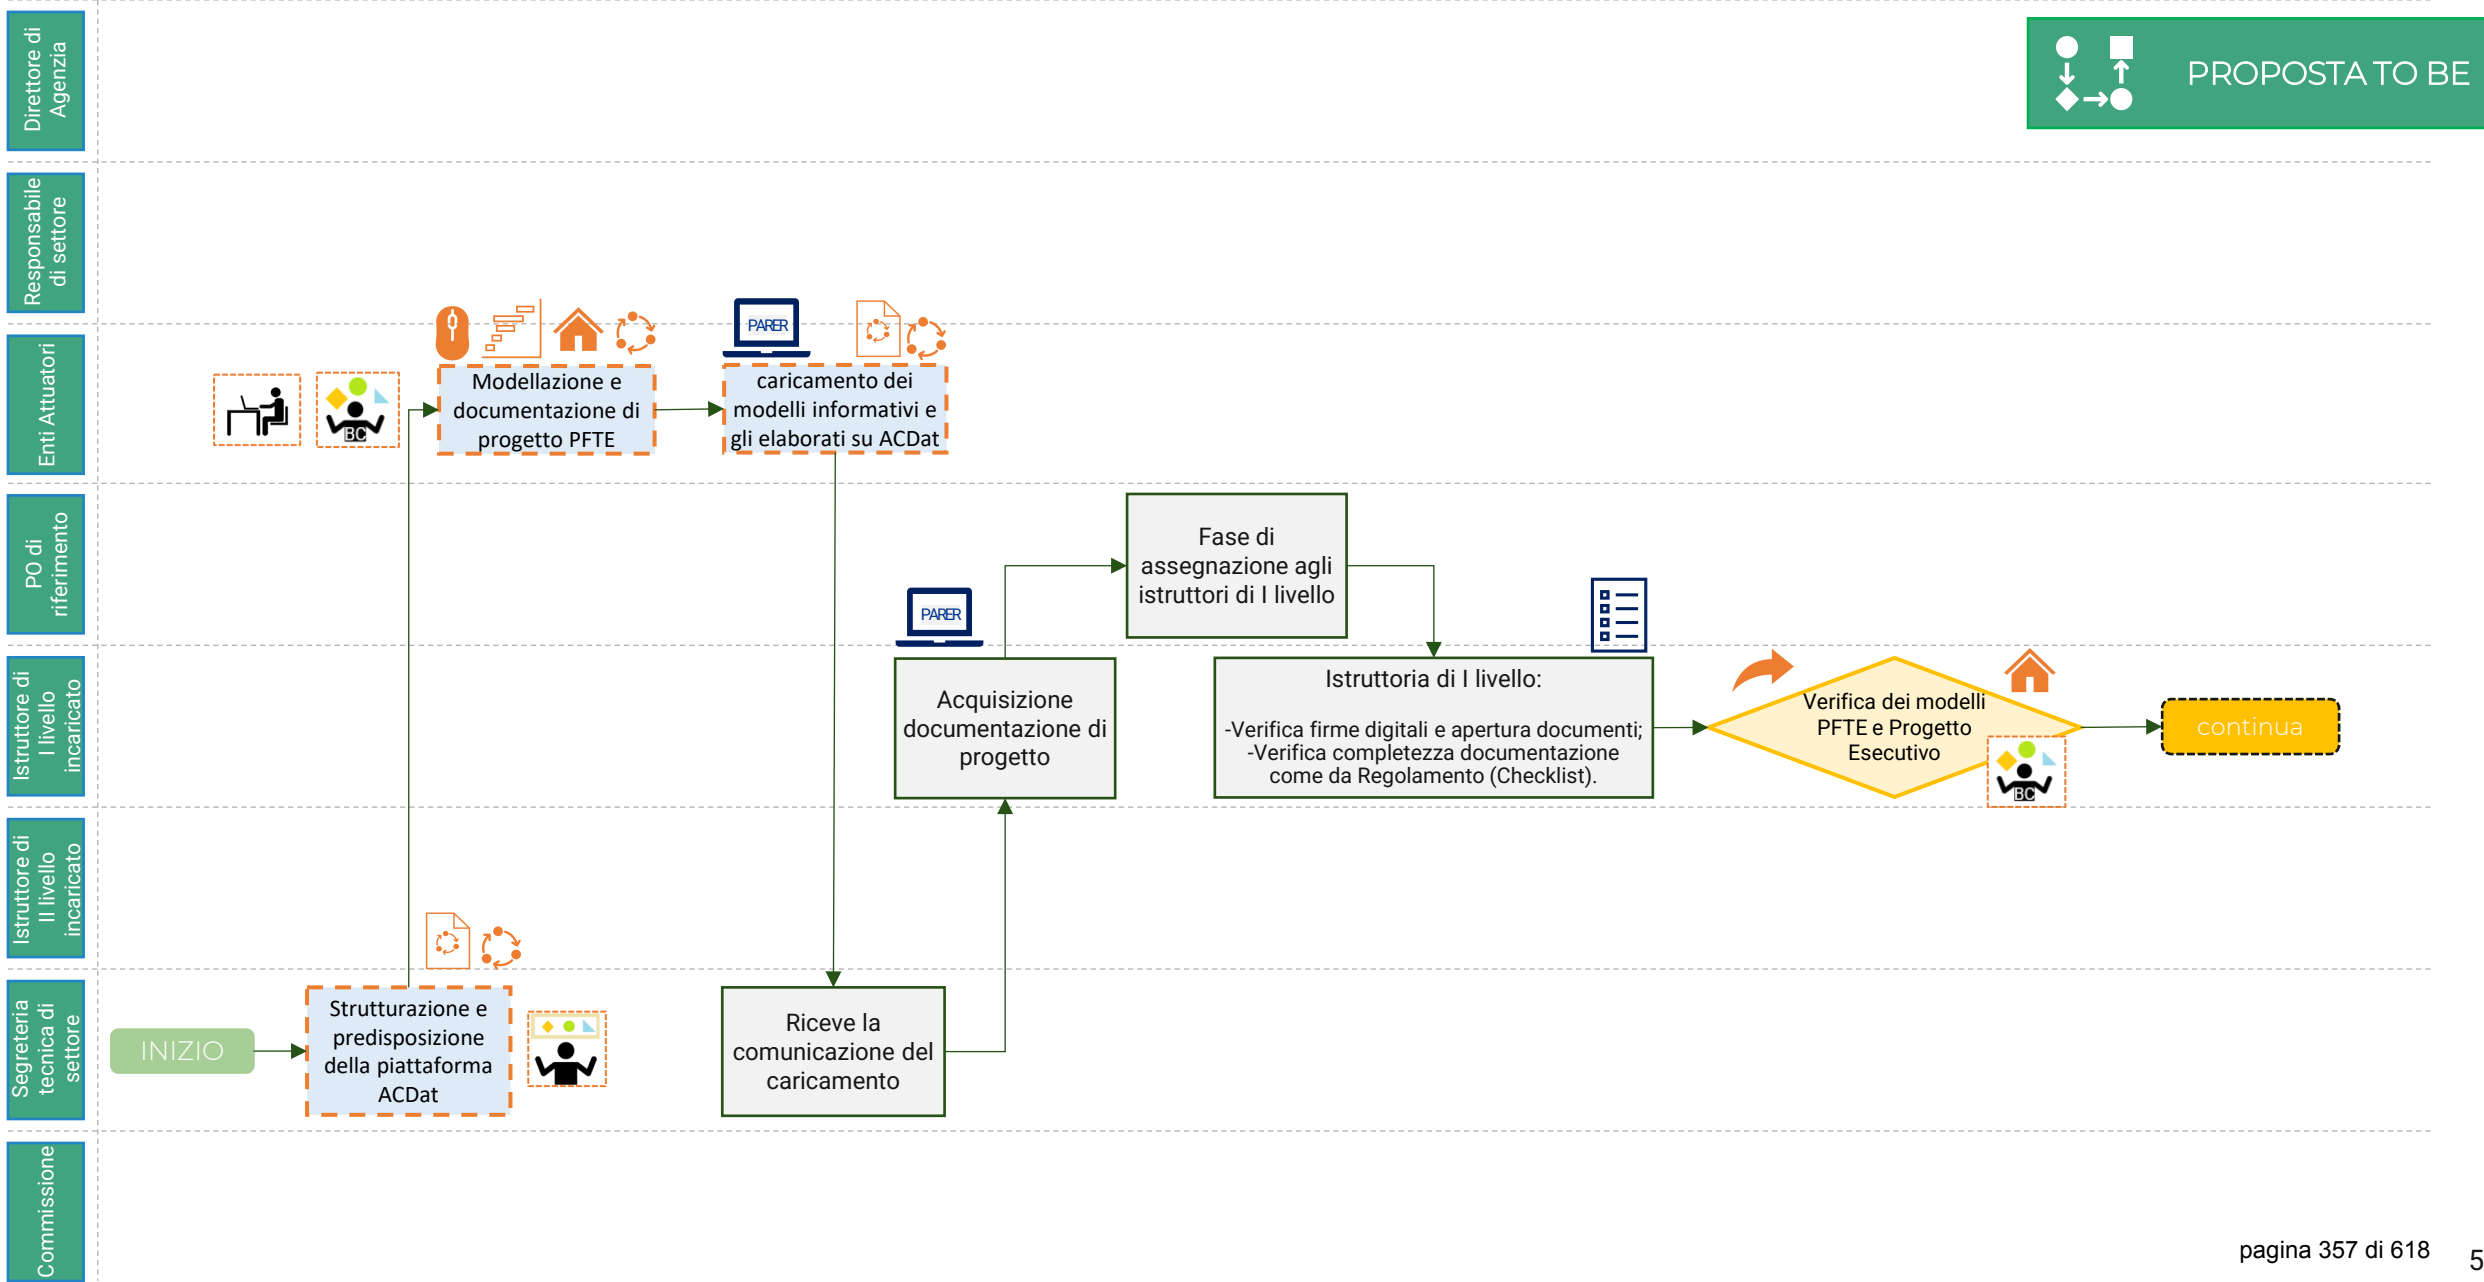 Direttore di
Agenzia
PROPOSTA TO BE
Responsabile
di settore
Enti Attuatori
PARER
BC
Modellazione e
documentazione di
progetto PFTE
caricamento dei
modelli informativi e
gli elaborati su ACDat
PO di
riferimento
PARER
Fase di
assegnazione agli
istruttori di I livello
Istruttore di
I livello
incaricato
Acquisizione
documentazione di
progetto
Istruttoria di I livello:
-Verifica firme digitali e apertura documenti;
-Verifica completezza documentazione
come da Regolamento (Checklist).
Verifica dei modelli
PFTE e Progetto
Esecutivo
BC
continua
Istruttore di
II livello
incaricato
Segreteria
tecnica di
settore
INIZIO
Strutturazione e
predisposizione
della piattaforma
ACDat
Riceve la
comunicazione del
caricamento
Commissione
pagina 357 di 618
5